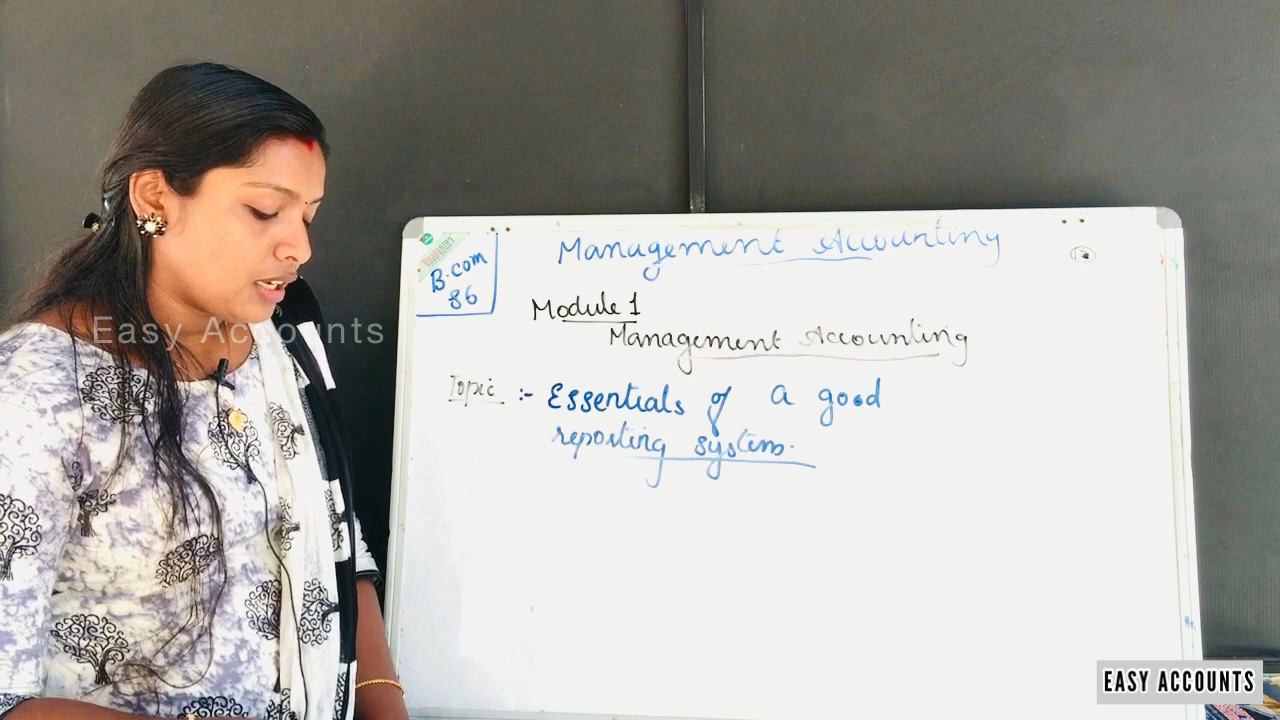 Management Accounting
B.com
S6
Module 1
Management Accounting
Topic :- Essentials of a good
reporting system.
Easy Accounts
EASY ACCOUNTS